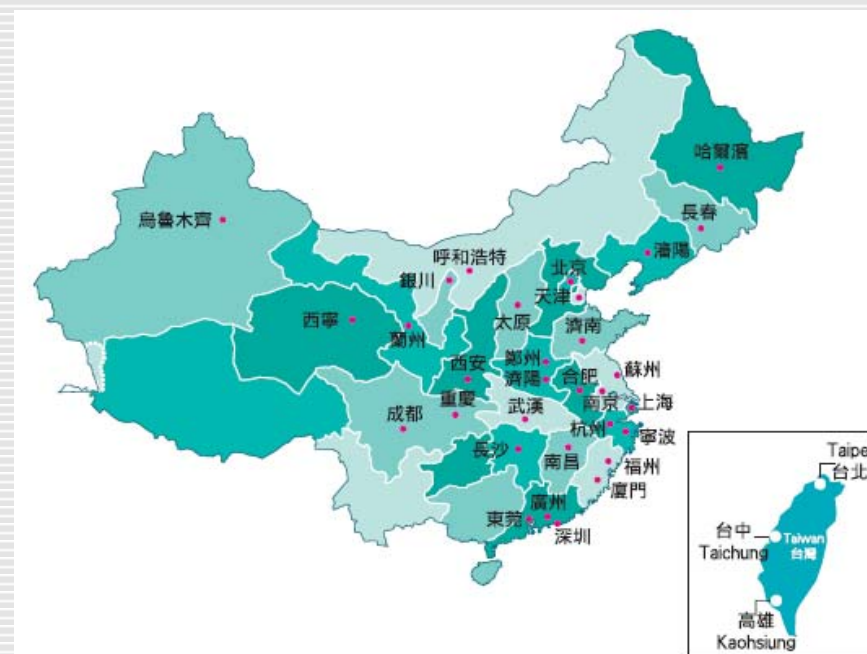 哈爾濱
長春
烏魯木齊
瀋陽
呼和浩特
北京
銀川
天津
西寧
太原
濟南
蘭州
鄭州
西安
蘇州
濟陽
合肥
南京
上海
重慶
武漢
成都
杭州
寧波
長沙
南昌
福州
廈門
廣州
東莞
深圳
Taipe
台北
台中
Taichung
Taiwan
台灣
高雄
Kaohsiung